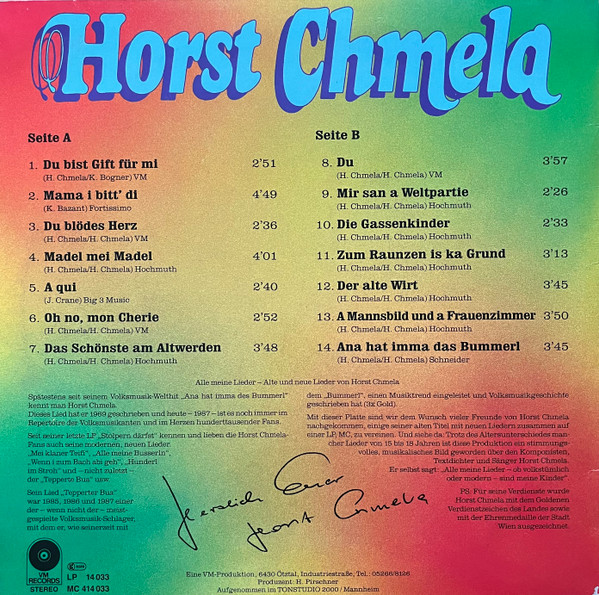 Horst Chmela
Seite A
1. Du bist Gift für mi 2'51
(H. Chmela/K. Bogner) VM
2. Mama i bitt' di 4'49
(K. Bazant) Fortissimo
3. Du blödes Herz 2'36
(H. Chmela/H. Chmela) VM
4. Madel mei Madel 4'01
(H. Chmela/H. Chmela) Hochmuth
5. A qui 2'40
(J. Crane) Big 3 Music
6. Oh no, mon Cherie 2'52
(H. Chmela/H. Chmela) VM
7. Das Schönste am Altwerden 3'48
(H. Chmela/H. Chmela) Hochmuth
Seite B
8. Du 3'57
(H. Chmela/H. Chmela) VM
9. Mir san a Weltpartie 2'26
(H. Chmela/H. Chmela) Hochmuth
10. Die Gassenkinder 2'33
(H. Chmela/H. Chmela) Hochmuth
11. Zum Raunzen is ka Grund 3'13
(H. Chmela/H. Chmela) Hochmuth
12. Der alte Wirt 3'45
(H. Chmela/H. Chmela) Hochmuth
13. A Mannsbild und a Frauenzimmer 3'50
(H. Chmela/H. Chmela) Hochmuth
14. Ana hat imma das Bummerl 3'45
(H. Chmela/H. Chmela) Schneider
Alle meine Lieder – Alte und neue Lieder von Horst Chmela
Spätestens seit seinem Volksmusik-Welthit „Ana hat imma des Bummerl"
kennt man Horst Chmela.
Dieses Lied hat er 1969 geschrieben und heute – 1987 – ist es noch immer im
Repertoire der Volksmusikanten und im Herzen hunderttausender Fans.
Seit seiner letzte LP „Stolpern därfst" kennen und lieben die Horst Chmela-
Fans auch seine modernen, neuen Lieder.
„Mei klaner Teifi", „Alle meine Busserln",
„Wenn i zum Bach abi geh", „Hunderl
im Stroh" und – nicht zuletzt –
der „Tepperte Bua" usw.
Sein Lied „Tepperter Bua"
war 1985, 1986 und 1987 einer
der – wenn nicht der – meist-
gespielte Volksmusik-Schlager,
mit dem er, wie seinerseit mit
dem „Bummerl", einen Musiktrend eingeleitet und Volksmusikgeschichte
geschrieben hat (3x Gold).
Mit dieser Platte sind wir dem Wunsch vieler Freunde von Horst Chmela
nachgekommen, einige seiner alten Titel mit neuen Liedern zusammen auf
einer LP, MC, zu vereinen. Und siehe da: Trotz des Altersunterschiedes man-
cher Lieder von 15 bis 18 Jahren ist diese Produktion ein stimmungs-
volles, musikalisches Bild geworden über den Komponisten,
Textdichter und Sänger Horst Chmela.
Er selbst sagt: „Alle meine Lieder – ob volkstümlich
oder modern – sind meine Kinder".
PS: Für seine Verdienste wurde
Horst Chmela mit dem Goldenen
Verdienstzeichen des Landes sowie
mit der Ehrenmedaille der Stadt
Wien ausgezeichnet.
Herzlich Euer
Horst Chmela
VM
RECORDS
STEREO
LP 14 033
MC 414 033
Eine VM-Produktion, 6430 Ötztal, Industriestraße, Tel.: 05266/8126
Produzent: H. Pirschner
Aufgenommen im TONSTUDIO 2000 / Mannheim